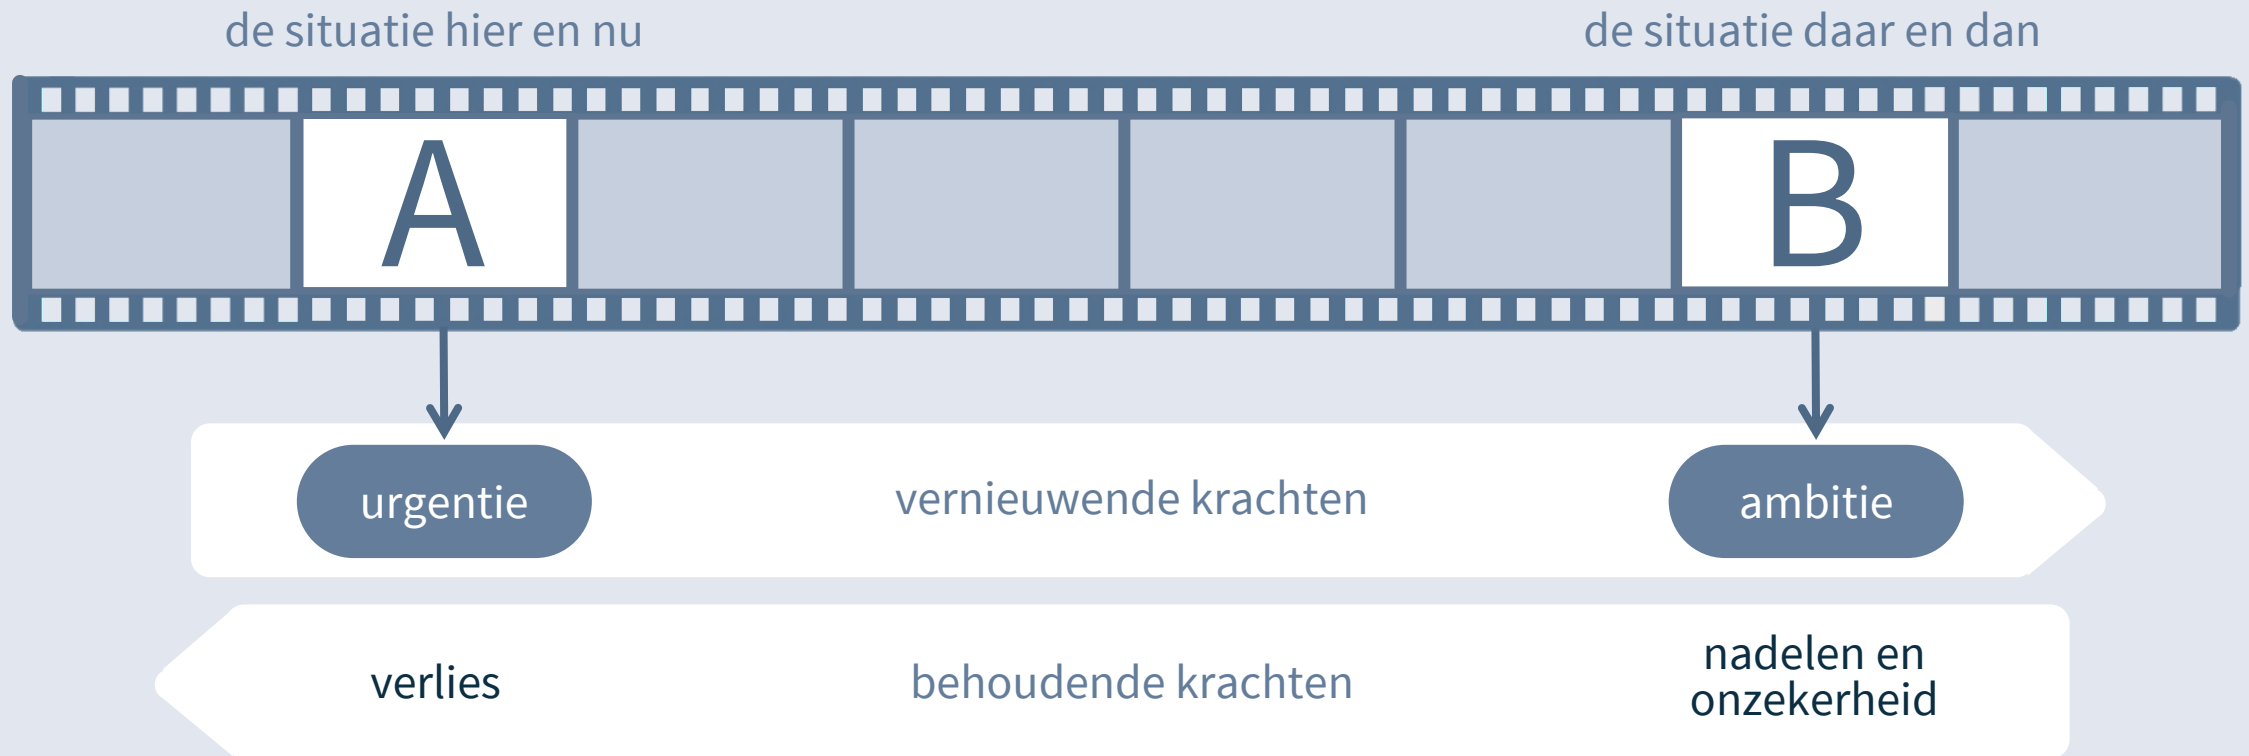 de situatie hier en nu
de situatie daar en dan
A
B
urgentie
vernieuwende krachten
ambitie
verlies
behoudende krachten
nadelen en
onzekerheid